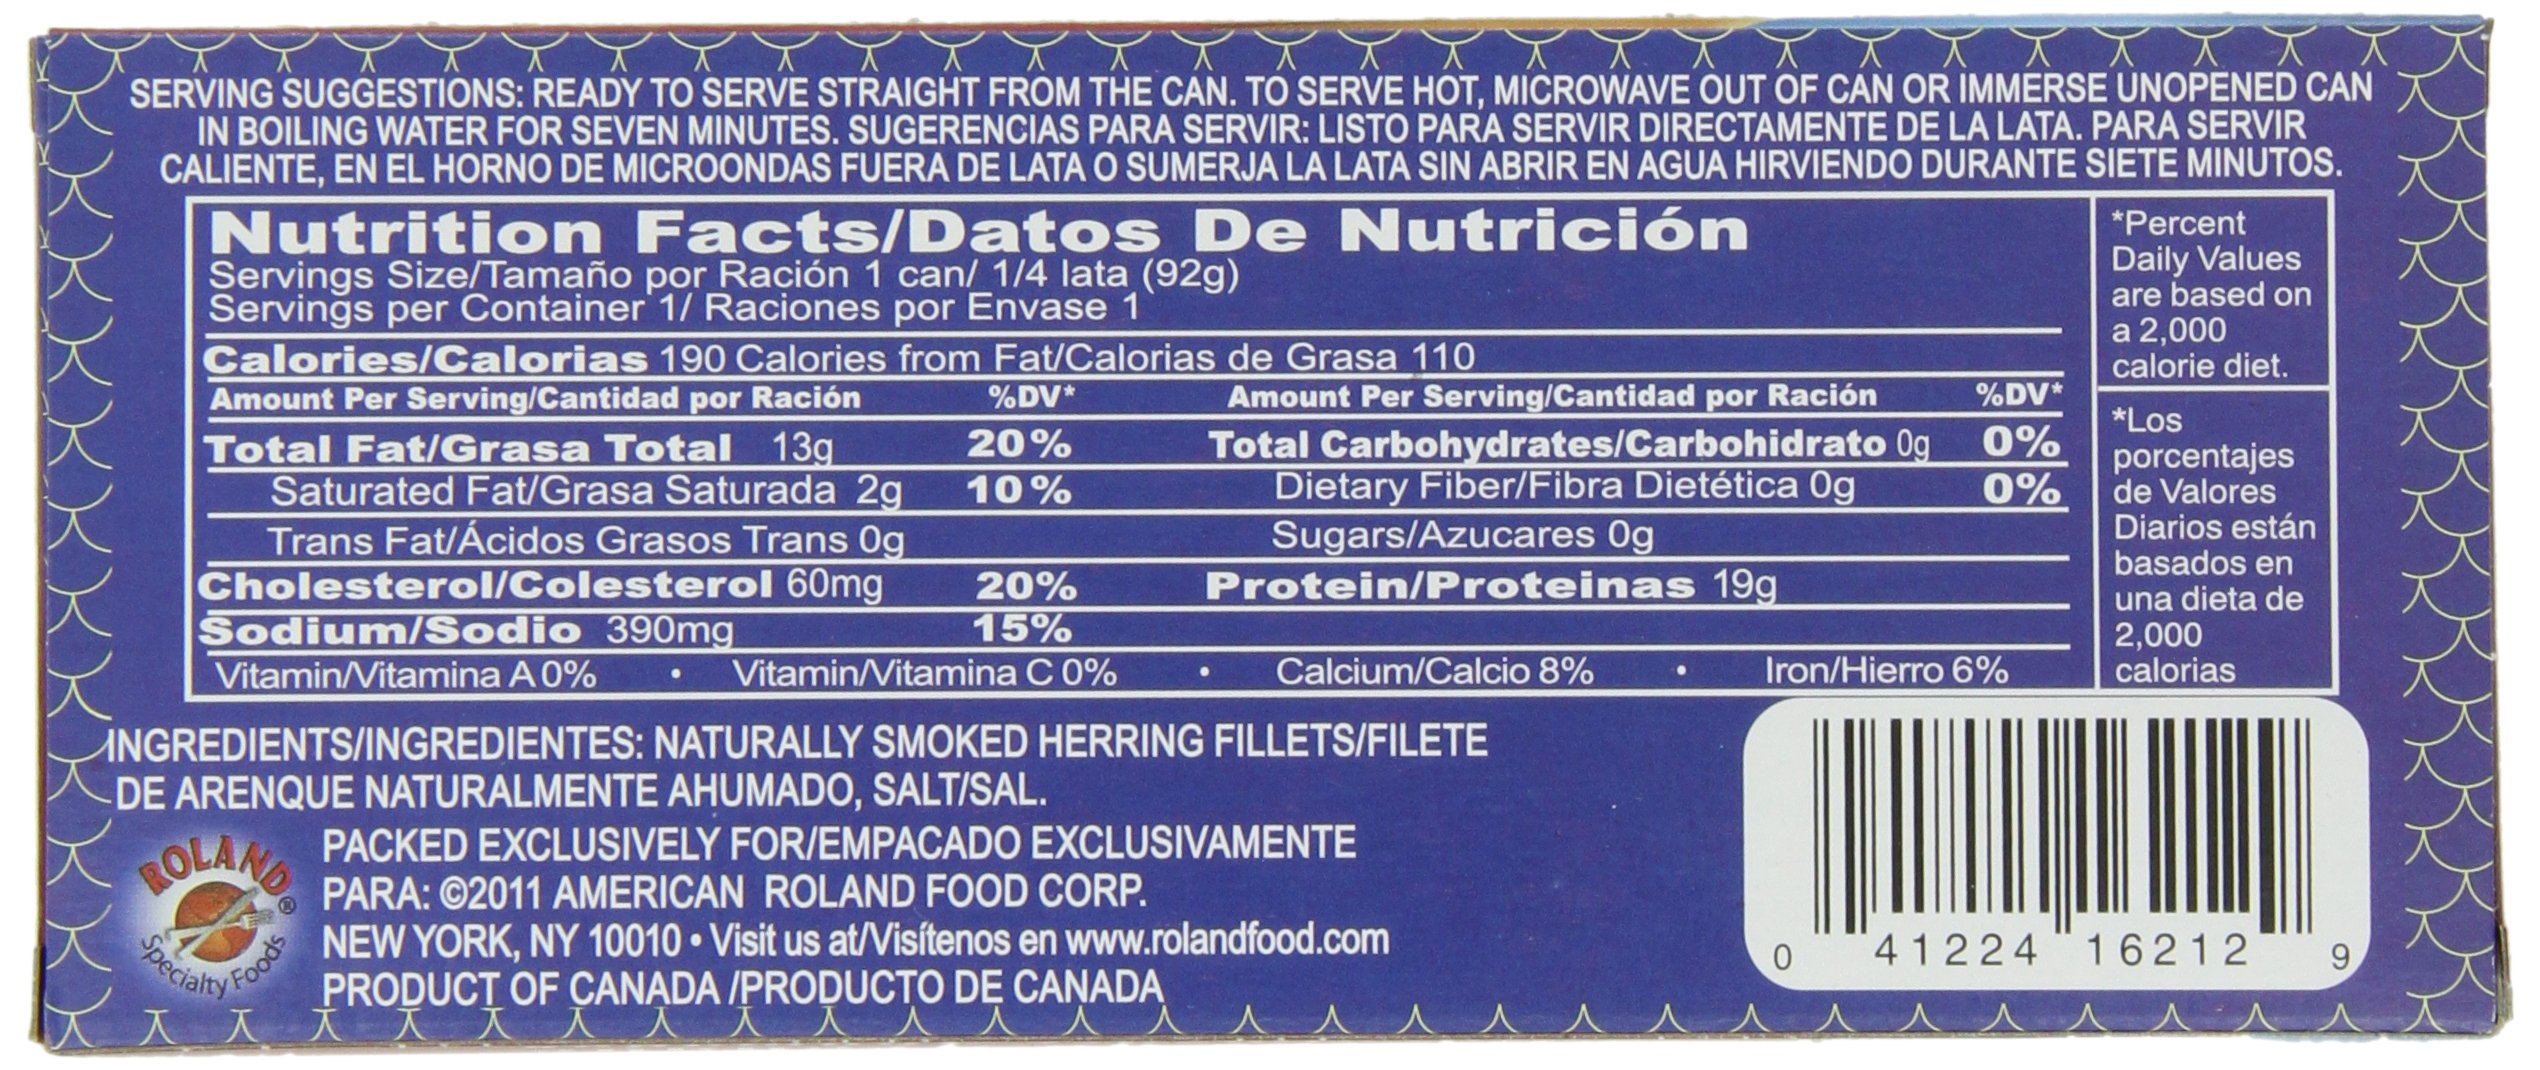 SERVING SUGGESTIONS: READY TO SERVE STRAIGHT FROM THE CAN. TO SERVE HOT, MICROWAVE OUT OF CAN OR IMMERSE UNOPENED CAN
IN BOILING WATER FOR SEVEN MINUTES. SUGERENCIAS PARA SERVIR: LISTO PARA SERVIR DIRECTAMENTE DE LA LATA. PARA SERVIR
CALIENTE, EN EL HORNO DE MICROONDAS FUERA DE LATA O SUMERJA LA LATA SIN ABRIR EN AGUA HIRVIENDO DURANTE SIETE MINUTOS.
Nutrition Facts/Datos De Nutrición
Servings Size/Tamaño por Ración 1 can/ 1/4 lata (92g)
Servings per Container 1/ Raciones por Envase 1
Calories/Calorias 190 Calories from Fat/Calorias de Grasa 110
Amount Per Serving/Cantidad por Ración %DV*
Total Fat/Grasa Total 13g 20%
Saturated Fat/Grasa Saturada 2g 10%
Trans Fat/Ácidos Grasos Trans 0g
Cholesterol/Colesterol 60mg 20%
Sodium/Sodio 390mg 15%
Amount Per Serving/Cantidad por Ración %DV*
Total Carbohydrates/Carbohidrato 0g 0%
Dietary Fiber/Fibra Dietética 0g 0%
Sugars/Azucares 0g
Protein/Proteinas 19g
Vitamin/Vitamina A 0% • Vitamin/Vitamina C 0% • Calcium/Calcio 8% • Iron/Hierro 6%
*Percent
Daily Values
are based on
a 2,000
calorie diet.
*Los
porcentajes
de Valores
Diarios están
basados en
una dieta de
2,000
calorias
INGREDIENTS/INGREDIENTES: NATURALLY SMOKED HERRING FILLETS/FILETE
DE ARENQUE NATURALMENTE AHUMADO, SALT/SAL.
ROLAND®
Specialty Foods
PACKED EXCLUSIVELY FOR/EMPACADO EXCLUSIVAMENTE
PARA: ©2011 AMERICAN ROLAND FOOD CORP.
NEW YORK, NY 10010 • Visit us at/Visítenos en www.rolandfood.com
PRODUCT OF CANADA /PRODUCTO DE CANADA
0 41224 16212 9